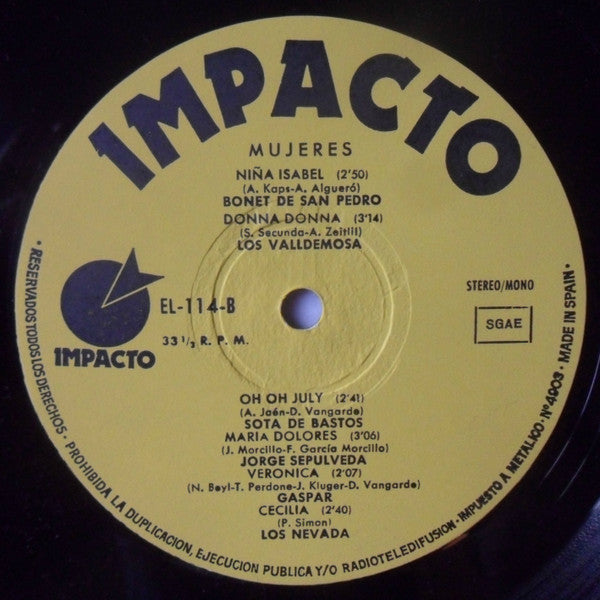 IMPACTO
MUJERES
NIÑA ISABEL (2'50)
(A. Kaps-A. Algueró)
BONET DE SAN PEDRO
DONNA DONNA (3'14)
(S. Secunda-A. Zeitlil)
LOS VALLDEMOSA
EL-114-B
33 1/3 R. P. M.
IMPACTO
STEREO/MONO
SGAE
OH OH JULY (2'41)
(A. Jaén-D. Vangarde)
SOTA DE BASTOS
MARIA DOLORES (3'06)
(J. Morcillo-F. García Morcillo)
JORGE SEPULVEDA
VERONICA (2'07)
(N. Beyl-T. Perdone-J. Kluger-D. Vangarde)
GASPAR
CECILIA (2'40)
(P. Simon)
LOS NEVADA
• RESERVADOS TODOS LOS DERECHOS • PROHIBIDA LA DUPLICACION, EJECUCION PUBLICA Y/O RADIOTELEDIFUSION • IMPUESTO A METALICO • Nº 4903 • MADE IN SPAIN •